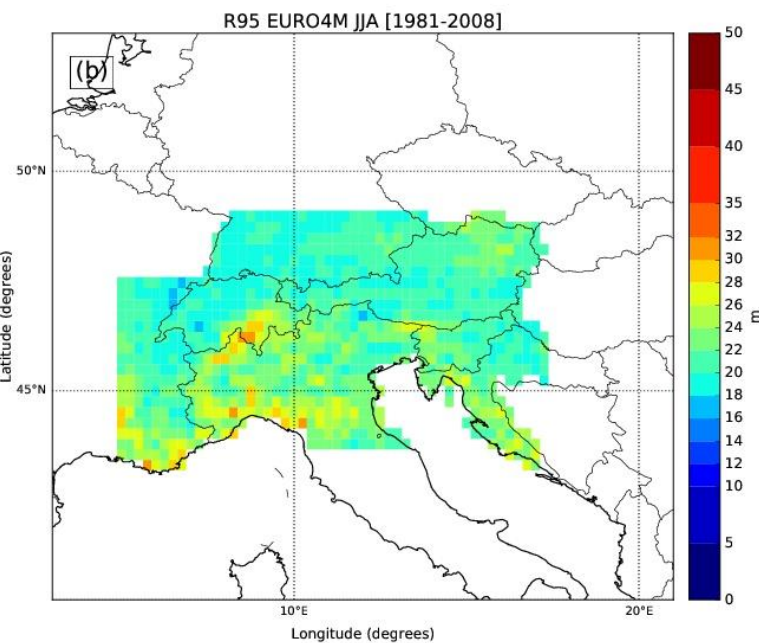 R95 EURO4M JJA [1981-2008]
(b)
50°N
45°N
10°E
20°E
Latitude (degrees)
Longitude (degrees)
50
45
40
35
32
30
28
26
24
22
20
18
16
14
12
10
5
0
m